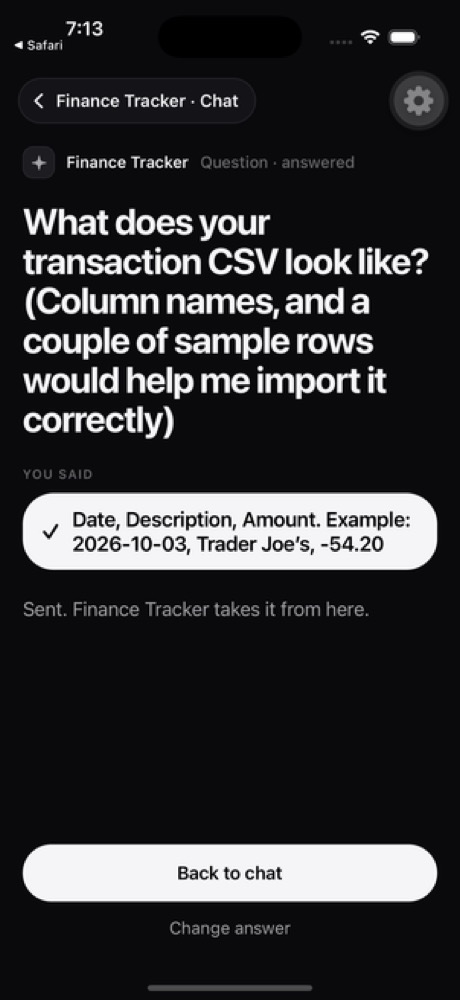 7:13
◀ Safari
Finance Tracker · Chat
Finance Tracker Question · answered
What does your
transaction CSV look like?
(Column names, and a
couple of sample rows
would help me import it
correctly)
YOU SAID
Date, Description, Amount. Example:
2026-10-03, Trader Joe’s, -54.20
Sent. Finance Tracker takes it from here.
Back to chat
Change answer